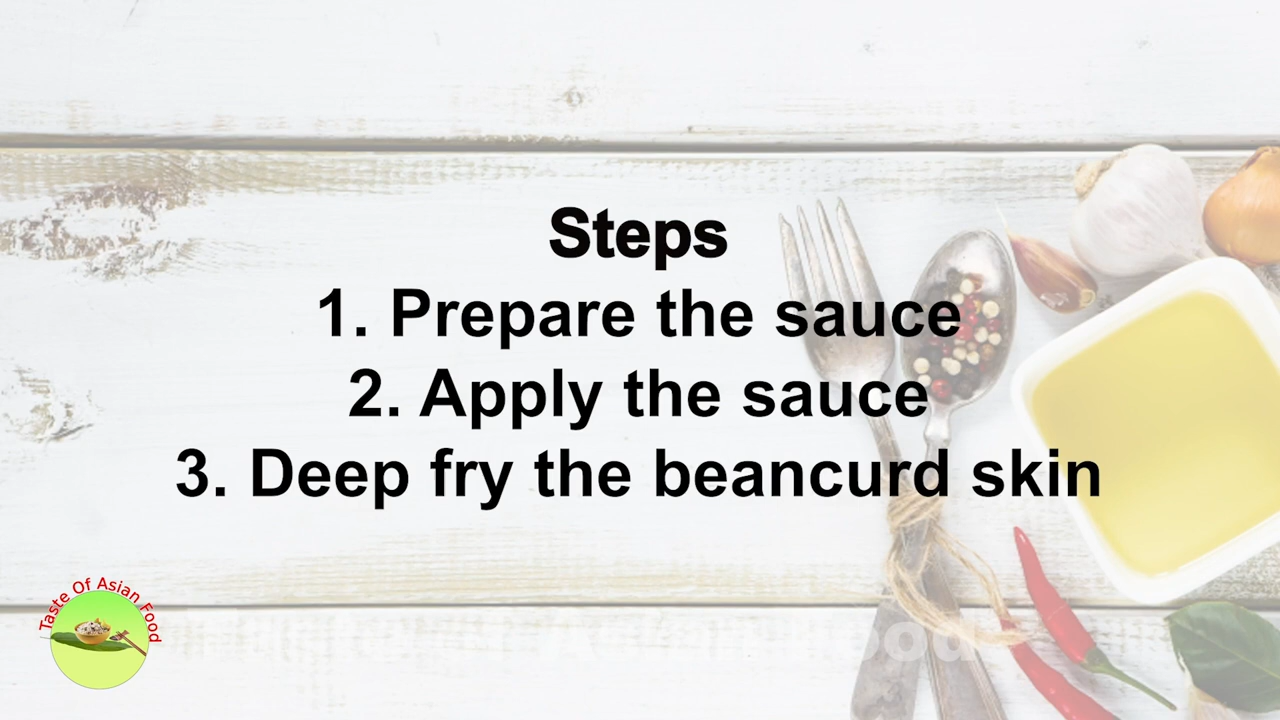 Steps
1. Prepare the sauce
2. Apply the sauce
3. Deep fry the beancurd skin
Taste Of Asian Food